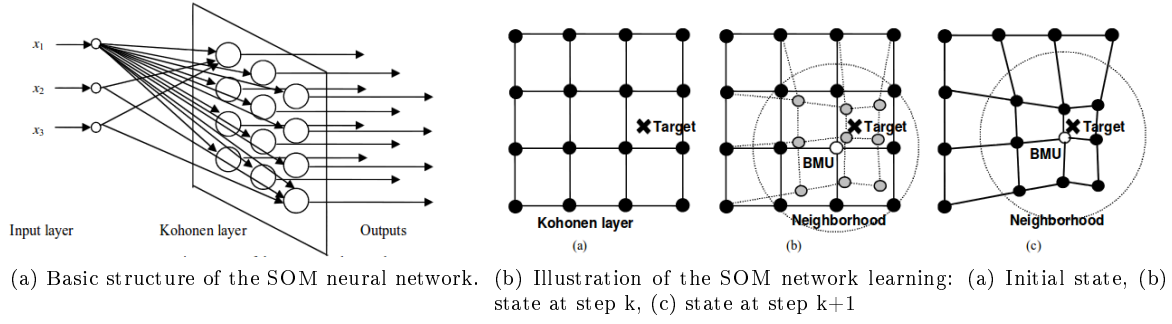 x1
x2
x3
Input layer
Kohonen layer
Outputs
Target
Kohonen layer
(a)
Target
BMU
Neighborhood
(b)
Target
BMU
Neighborhood
(c)
(a) Basic structure of the SOM neural network.
(b) Illustration of the SOM network learning: (a) Initial state, (b)
state at step k, (c) state at step k+1